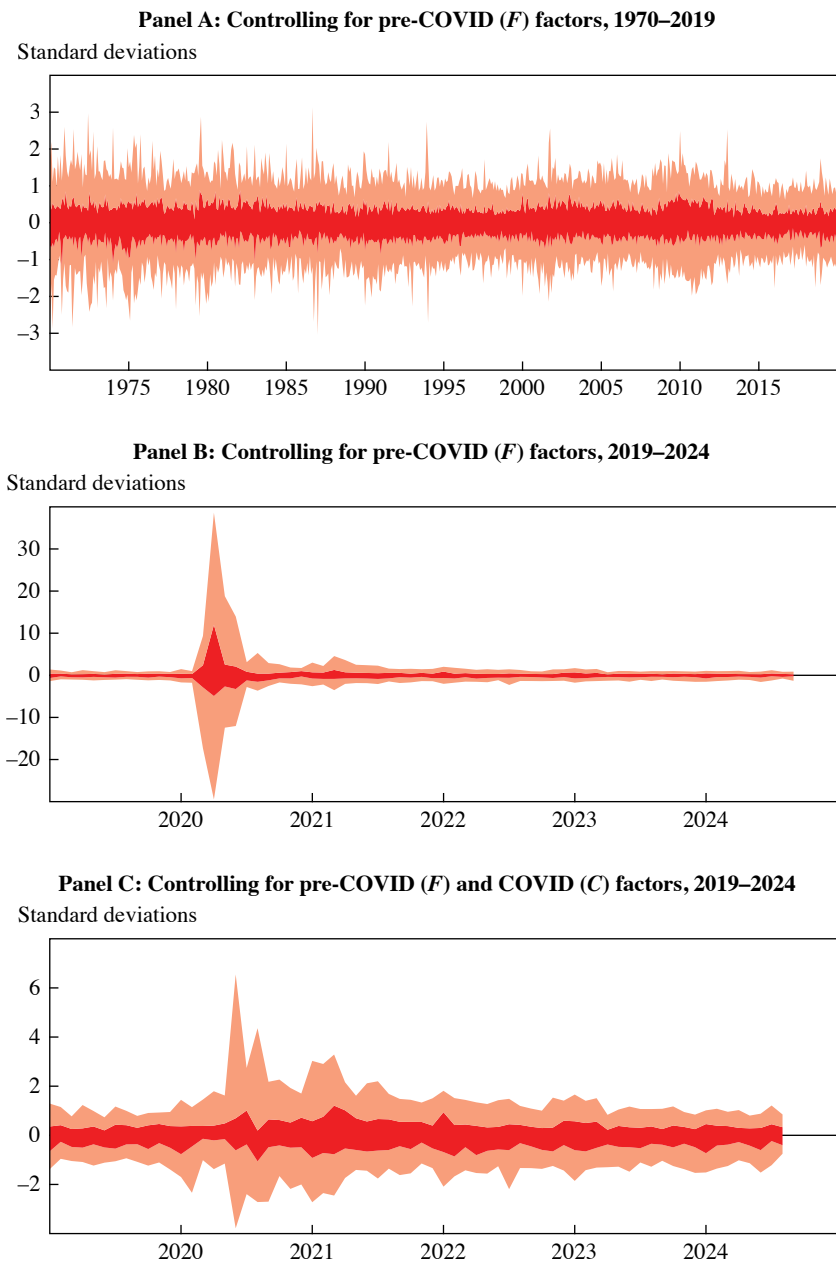 Panel A: Controlling for pre-COVID (F) factors, 1970–2019
Standard deviations
3
2
1
0
–1
–2
–3
1975 1980 1985 1990 1995 2000 2005 2010 2015
Panel B: Controlling for pre-COVID (F) factors, 2019–2024
Standard deviations
30
20
10
0
–10
–20
2020 2021 2022 2023 2024
Panel C: Controlling for pre-COVID (F) and COVID (C) factors, 2019–2024
Standard deviations
6
4
2
0
–2
2020 2021 2022 2023 2024